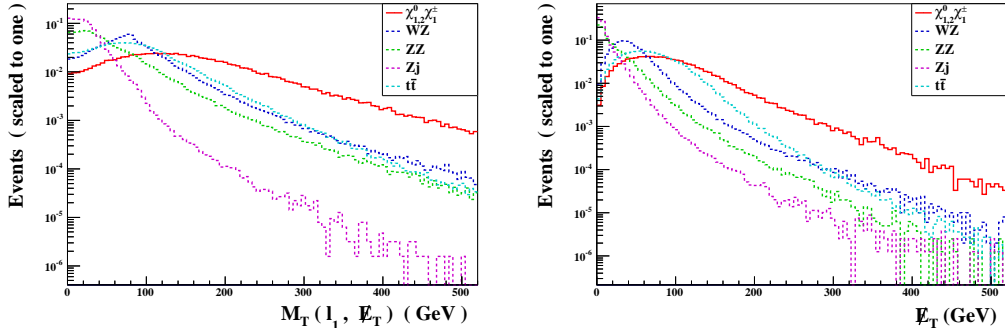 Events ( scaled to one )
10⁻¹
10⁻²
10⁻³
10⁻⁴
10⁻⁵
10⁻⁶
χ⁰₁,₂χ±₁
WZ
ZZ
Zj
tt̄
0 100 200 300 400 500
M_T ( l₁ , E̸_T ) ( GeV )
Events ( scaled to one )
10⁻¹
10⁻²
10⁻³
10⁻⁴
10⁻⁵
10⁻⁶
χ⁰₁,₂χ±₁
WZ
ZZ
Zj
tt̄
0 100 200 300 400 500
E̸_T (GeV)